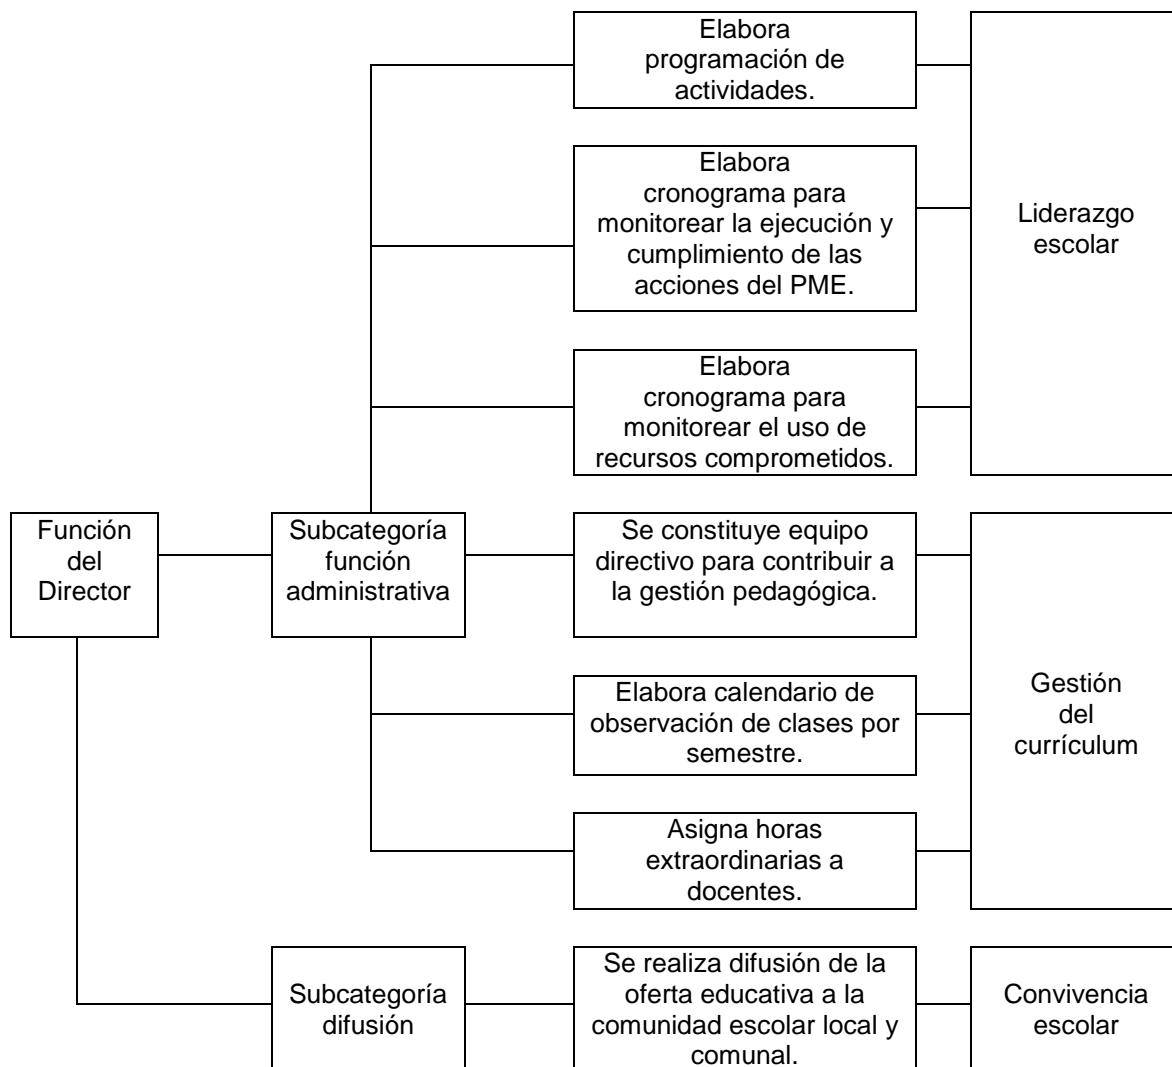 Elabora
programación de
actividades.
Elabora
cronograma para
monitorear la ejecución y
cumplimiento de las
acciones del PME.
Liderazgo
escolar
Elabora
cronograma para
monitorear el uso de
recursos comprometidos.
Función
del
Director
Subcategoría
función
administrativa
Se constituye equipo
directivo para contribuir a
la gestión pedagógica.
Elabora calendario de
observación de clases por
semestre.
Gestión
del
currículum
Asigna horas
extraordinarias a
docentes.
Subcategoría
difusión
Se realiza difusión de la
oferta educativa a la
comunidad escolar local y
comunal.
Convivencia
escolar